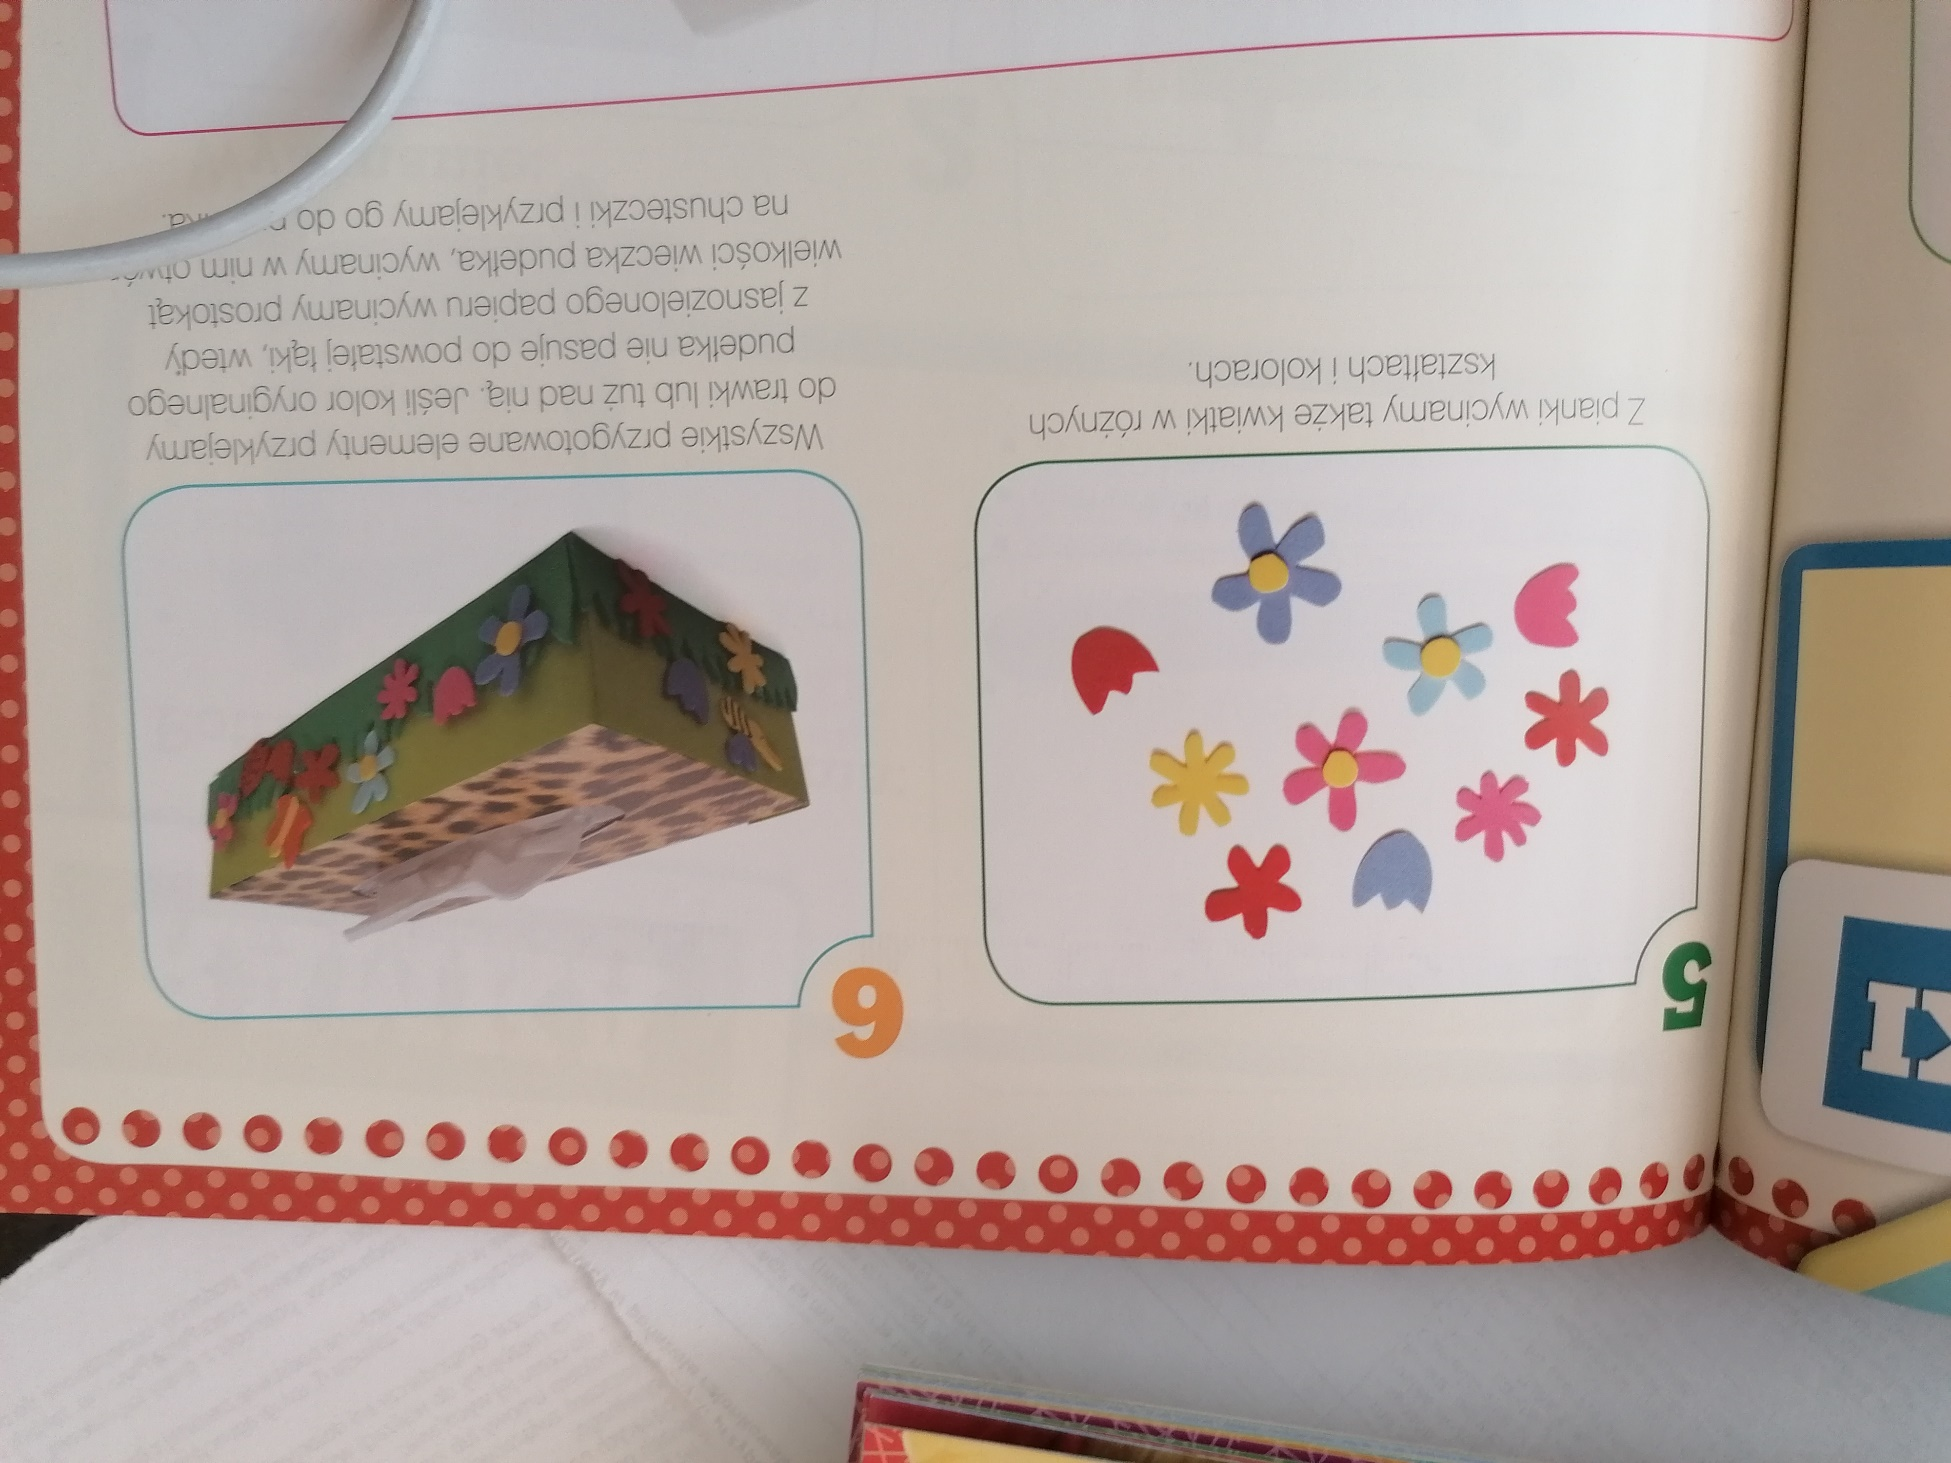 5
Z pianki wycinamy także kwiatki w różnych
kształtach i kolorach.
6
Wszystkie przygotowane elementy przyklejamy
do trawki lub tuż nad nią. Jeśli kolor oryginalnego
pudełka nie pasuje do powstałej łąki, wtedy
z jasnozielonego papieru wycinamy prostokąt
wielkości wieczka pudełka, wycinamy w nim
na chusteczki i przyklejamy go do